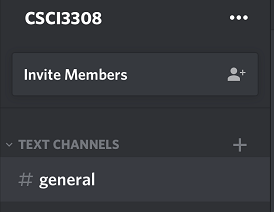 CSCI3308
Invite Members
TEXT CHANNELS
# general